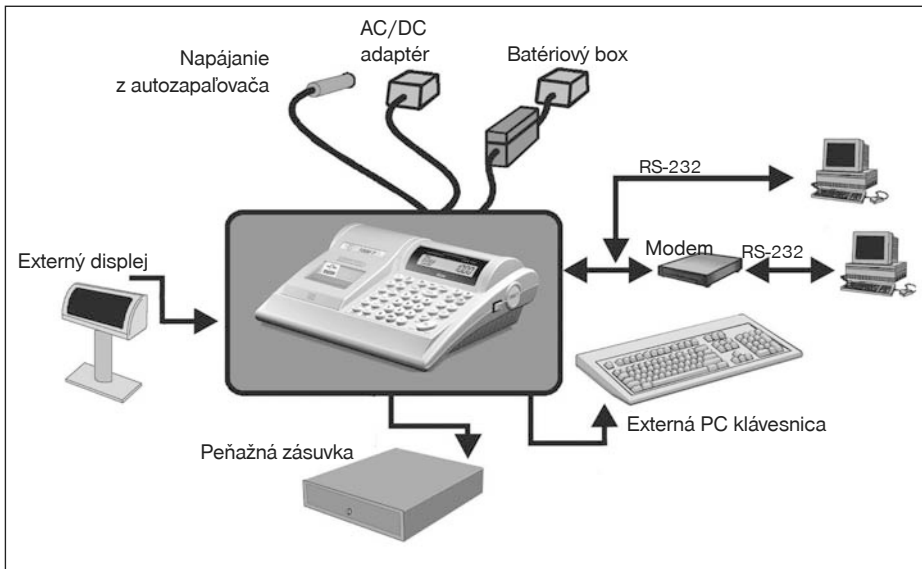 AC/DC
adaptér
Napájanie
z autozapaľovača
Batériový box
RS-232
Modem
RS-232
Externý displej
Externá PC klávesnica
Peňažná zásuvka